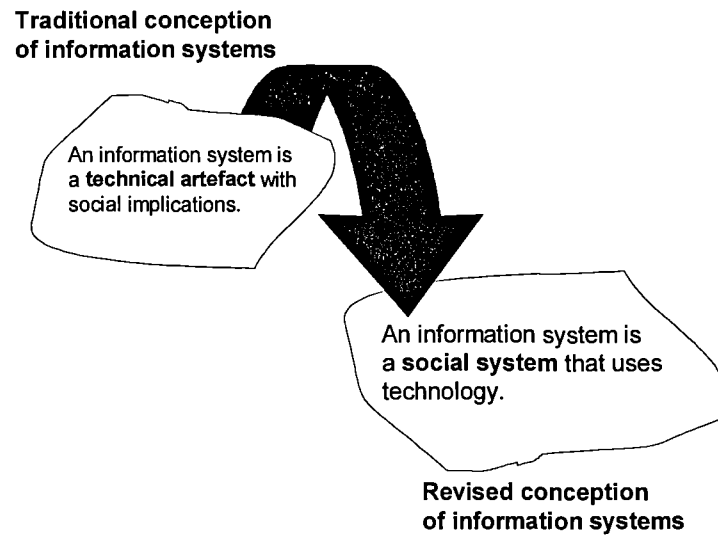 Traditional conception
of information systems
An information system is
a technical artefact with
social implications.
An information system is
a social system that uses
technology.
Revised conception
of information systems